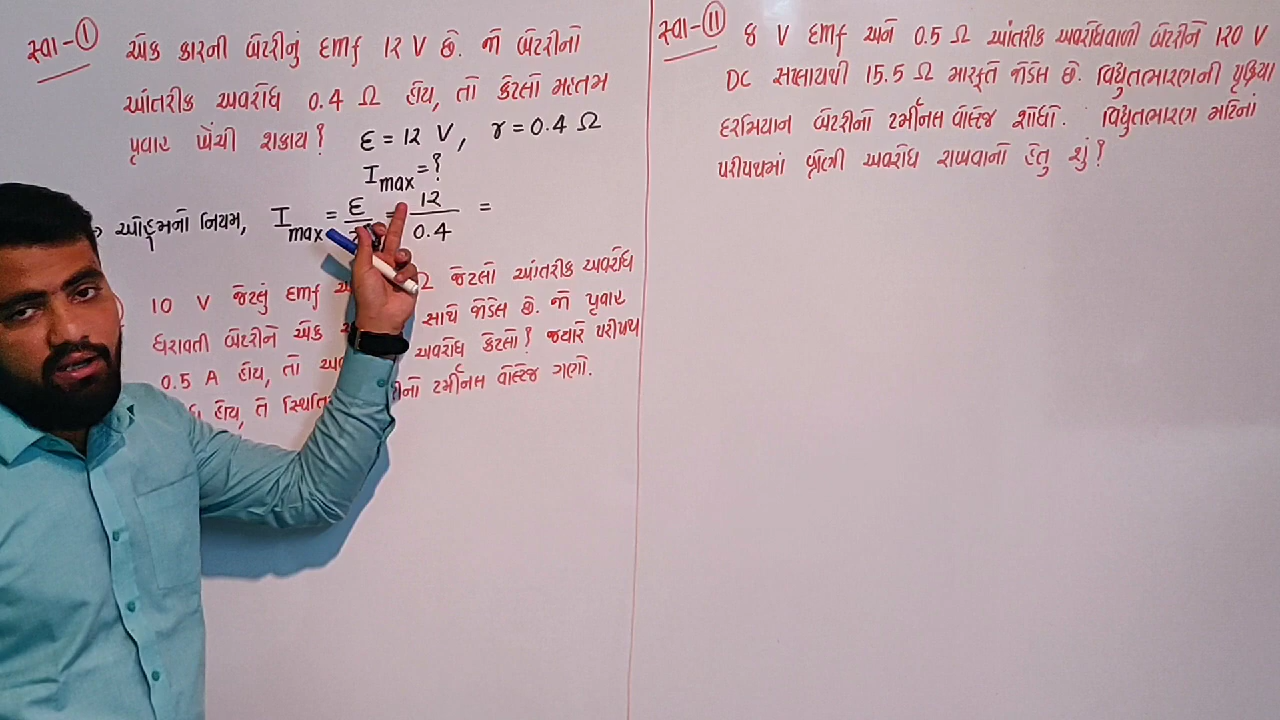 સ્વા-① એક કારની બેટરીનું emf 12 V છે. જો બેટરીનો
આંતરીક અવરોધ 0.4 Ω હોય, તો કેટલો મહત્તમ
પ્રવાહ ખેંચી શકાય? ε = 12 V, r = 0.4 Ω
I max = ?
ઓહ્મનો નિયમ, I max = ε = 12 / 0.4 =
10 V જેટલું emf Ω જેટલો આંતરીક અવરોધ
ધરાવતી બેટરીને એક સાથે જોડેલ છે. જો પ્રવાહ
0.5 A હોય, તો અવરોધ કેટલો? જ્યારે પરીપથ
હોય, તે ટર્મીનલ વોલ્ટેજ ગણો.
સ્વા-⑪ 8 V emf અને 0.5 Ω આંતરીક અવરોધવાળી બેટરીને 120 V
DC સપ્લાયથી 15.5 Ω મારફતે જોડેલ છે. વિદ્યુતભારણની પ્રક્રિયા
દરમિયાન બેટરીનો ટર્મીનલ વોલ્ટેજ શોધો. વિદ્યુતભારણ માટેનાં
પરીપથમાં શ્રેણી અવરોધ રાખવાનો હેતુ શું?